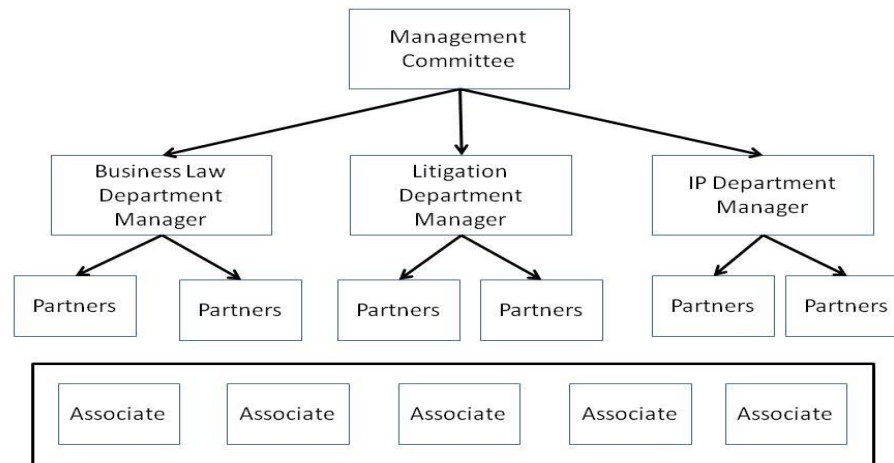 Management
Committee
Business Law
Department
Manager
Litigation
Department
Manager
IP Department
Manager
Partners
Partners
Partners
Partners
Partners
Partners
Associate
Associate
Associate
Associate
Associate